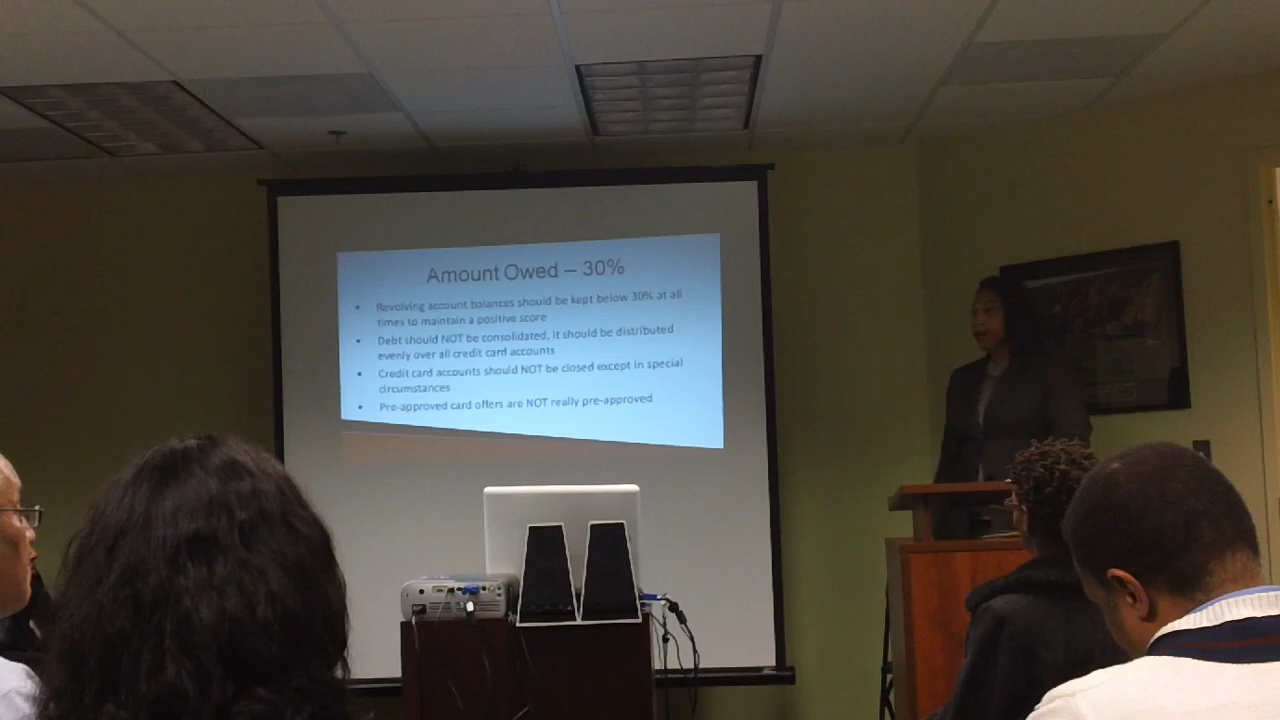 Amount Owed – 30%
• Revolving account balances should be kept below 30% at all
times to maintain a positive score
• Debt should NOT be consolidated, it should be distributed
evenly over all credit card accounts
• Credit card accounts should NOT be closed except in special
circumstances
• Pre-approved card offers are NOT really pre-approved